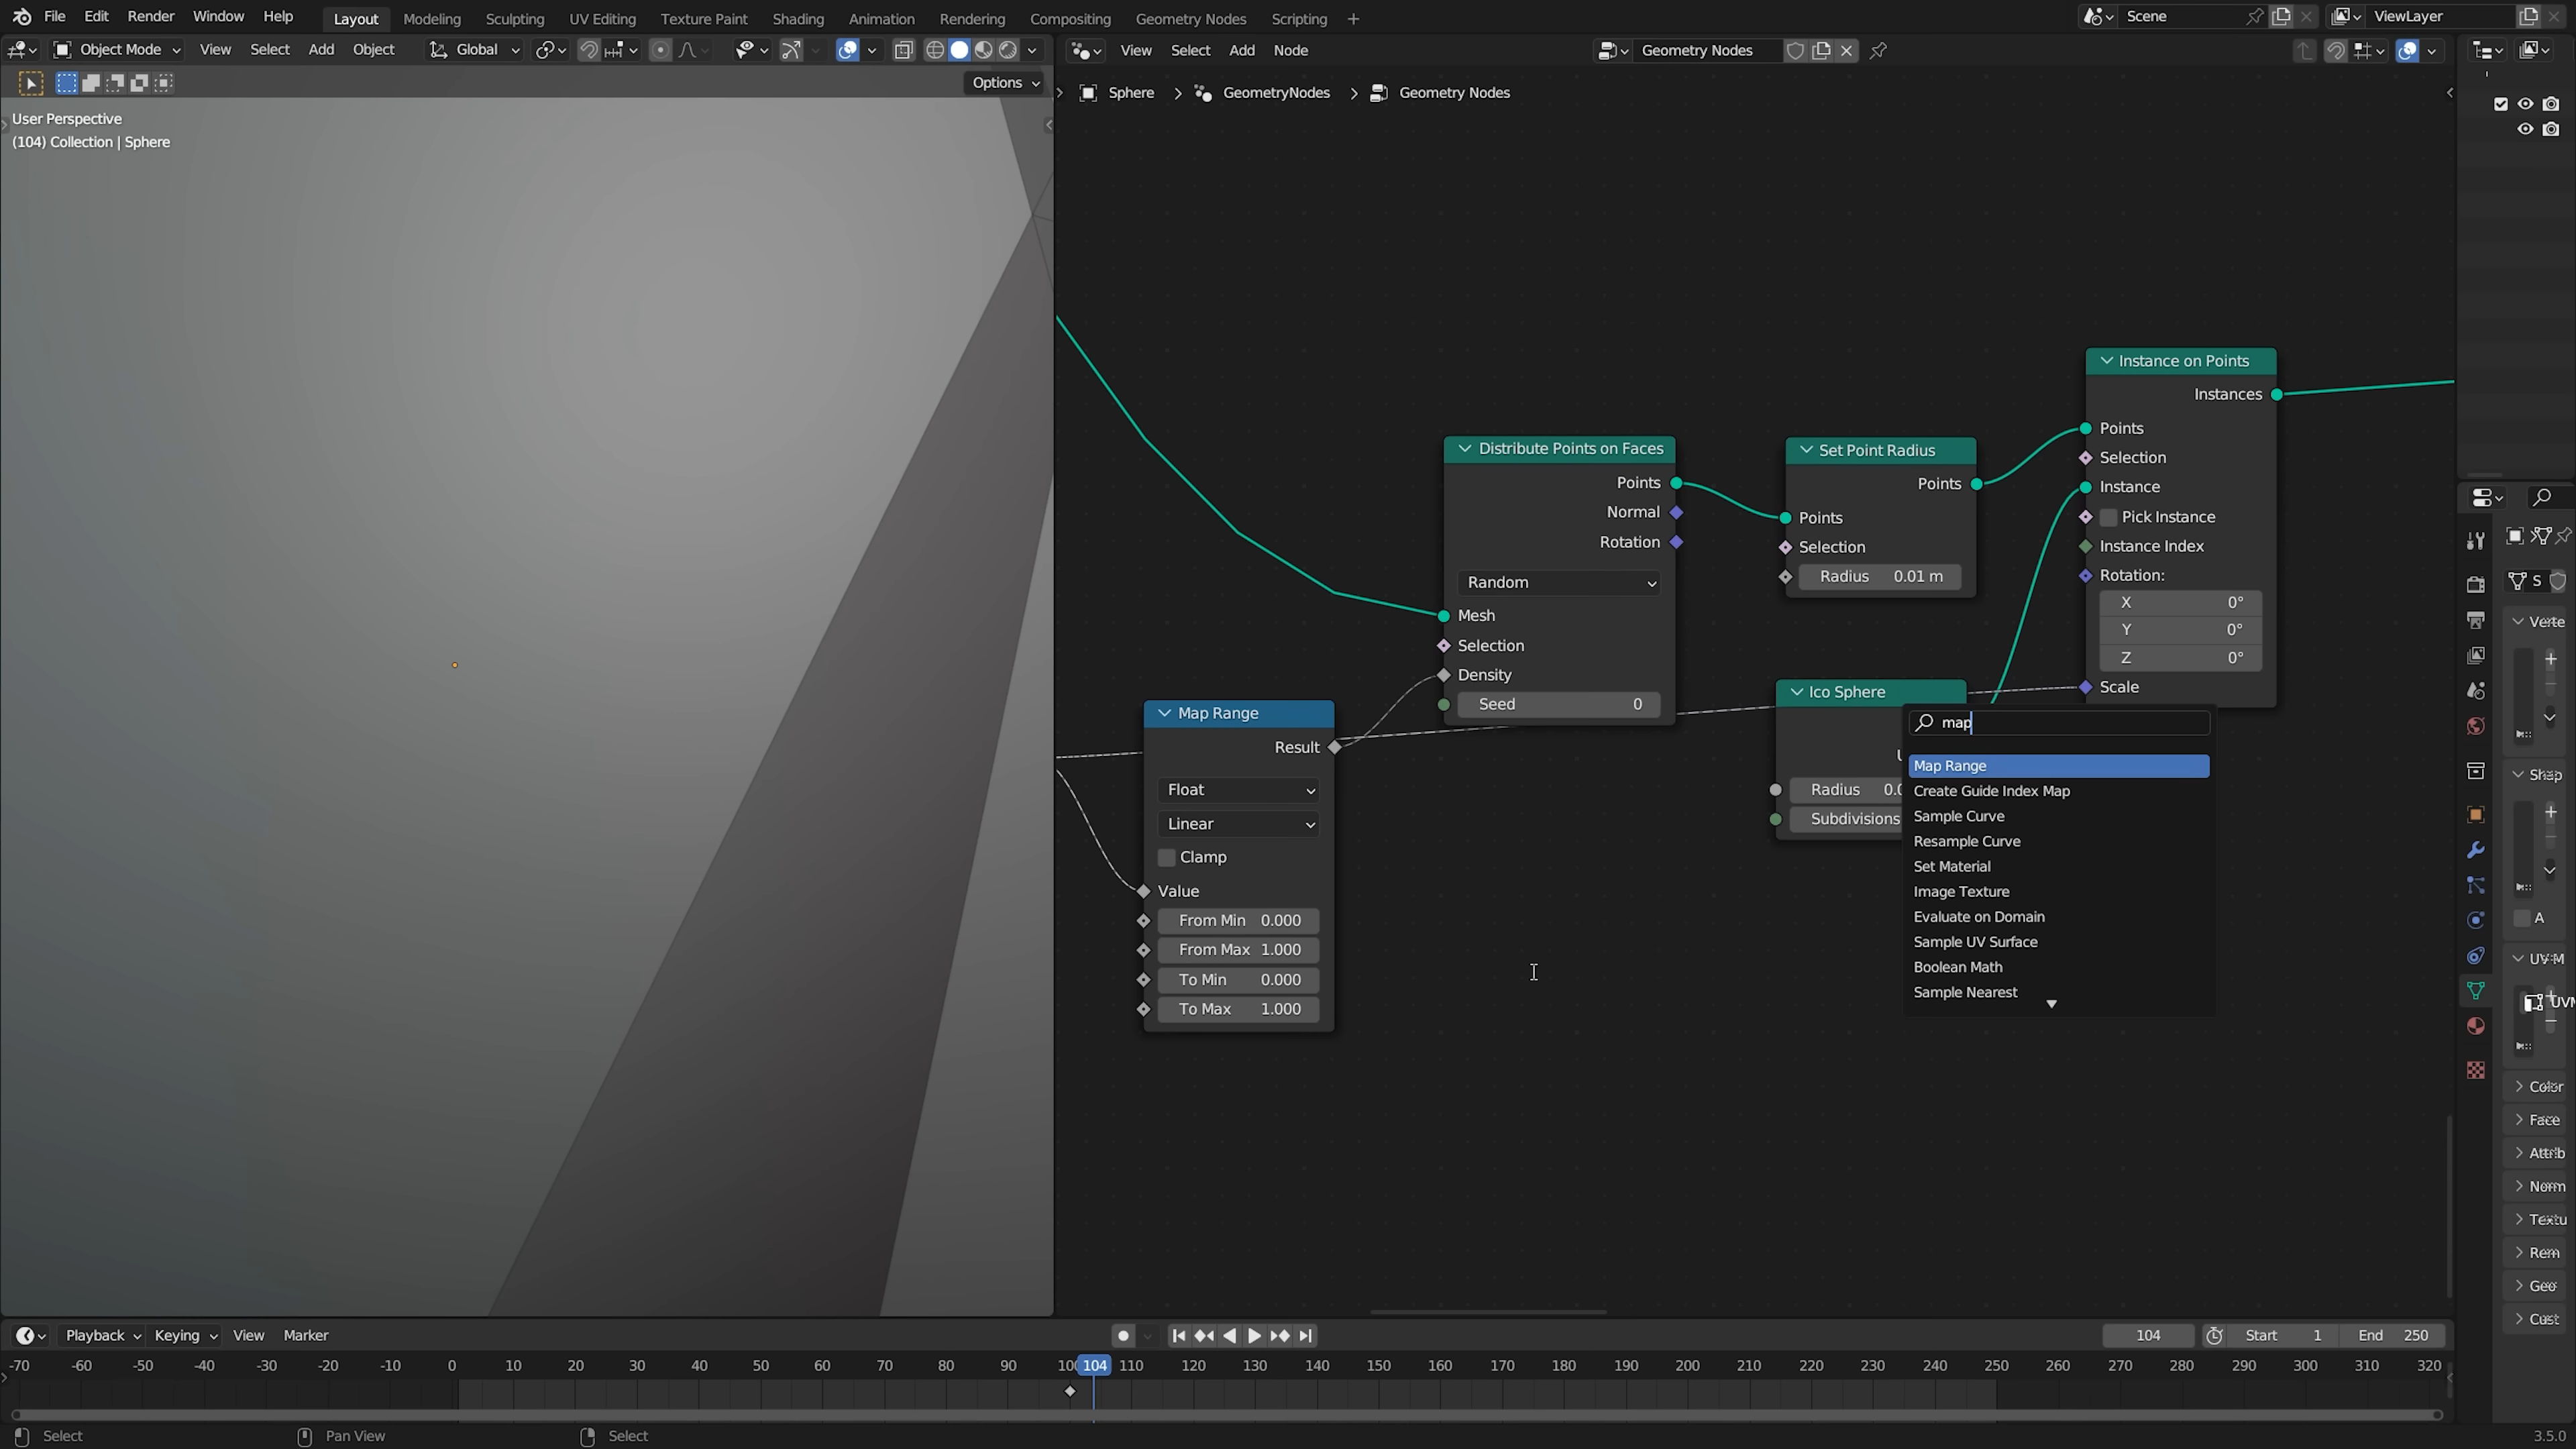 File Edit Render Window Help Layout Modeling Sculpting UV Editing Texture Paint Shading Animation Rendering Compositing Geometry Nodes Scripting + Scene ViewLayer
Object Mode View Select Add Object Global View Select Add Node Geometry Nodes
Options
Sphere GeometryNodes Geometry Nodes
User Perspective
(104) Collection | Sphere
Instance on Points
Instances
Points
Selection
Instance
Pick Instance
Instance Index
Rotation:
X 0°
Y 0°
Z 0°
Scale
Distribute Points on Faces
Points
Normal
Rotation
Random
Mesh
Selection
Density
Seed 0
Set Point Radius
Points
Points
Selection
Radius 0.01 m
Map Range
Result
Float
Linear
Clamp
Value
From Min 0.000
From Max 1.000
To Min 0.000
To Max 1.000
Ico Sphere
Radius 0.0
Subdivisions
map
Map Range
Create Guide Index Map
Sample Curve
Resample Curve
Set Material
Image Texture
Evaluate on Domain
Sample UV Surface
Boolean Math
Sample Nearest
S
A
Playback Keying View Marker 104 Start 1 End 250
-70 -60 -50 -40 -30 -20 -10 0 10 20 30 40 50 60 70 80 90 100 104 110 120 130 140 150 160 170 180 190 200 210 220 230 240 250 260 270 280 290 300 310 320
Select Pan View Select 3.5.0